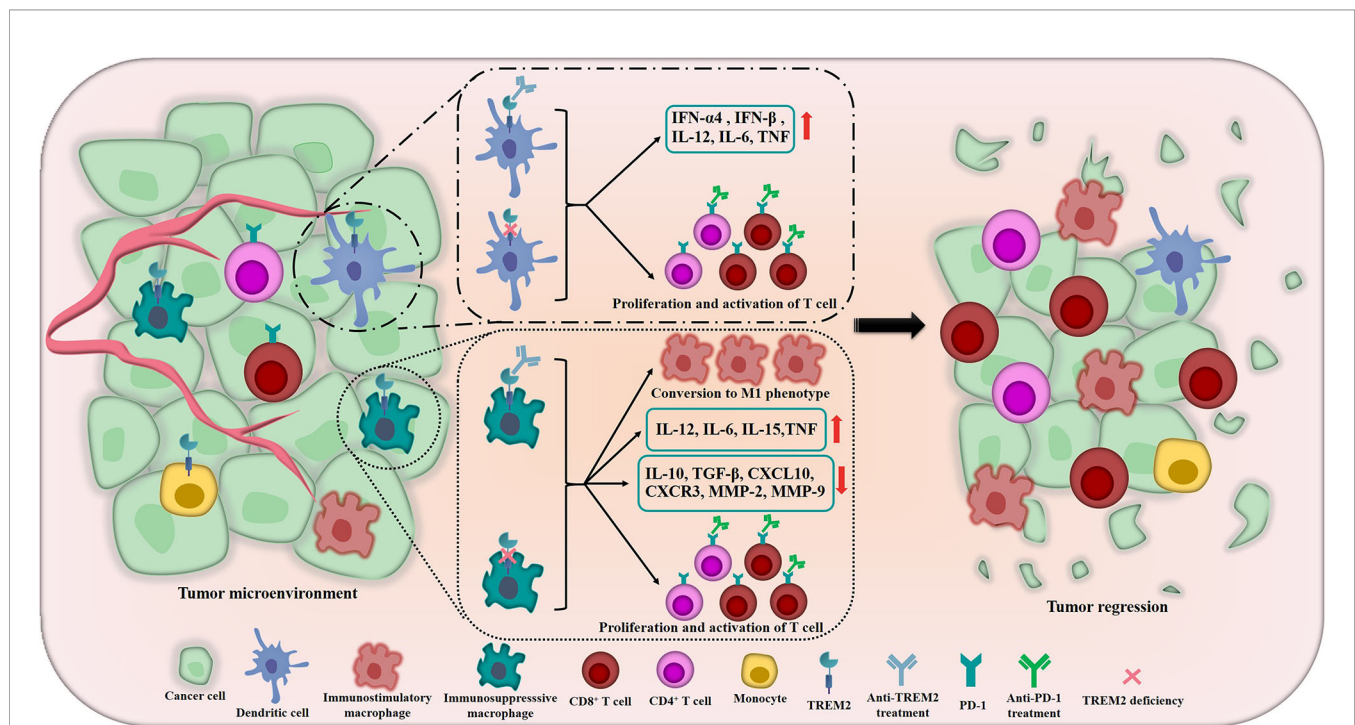 IFN-α4 , IFN-β ,
IL-12, IL-6, TNF
Proliferation and activation of T cell
Conversion to M1 phenotype
IL-12, IL-6, IL-15,TNF
IL-10, TGF-β, CXCL10,
CXCR3, MMP-2, MMP-9
Proliferation and activation of T cell
Tumor microenvironment
Tumor regression
Cancer cell
Dendritic cell
Immunostimulatory
macrophage
Immunosuppresssive
macrophage
CD8⁺ T cell
CD4⁺ T cell
Monocyte
TREM2
Anti-TREM2
treatment
PD-1
Anti-PD-1
treatment
TREM2 deficiency